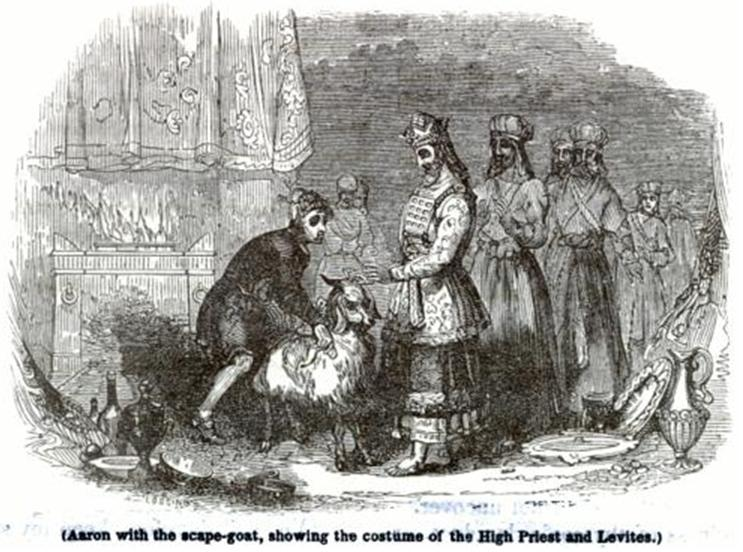 (Aaron with the scape-goat, showing the costume of the High Priest and Levites.)